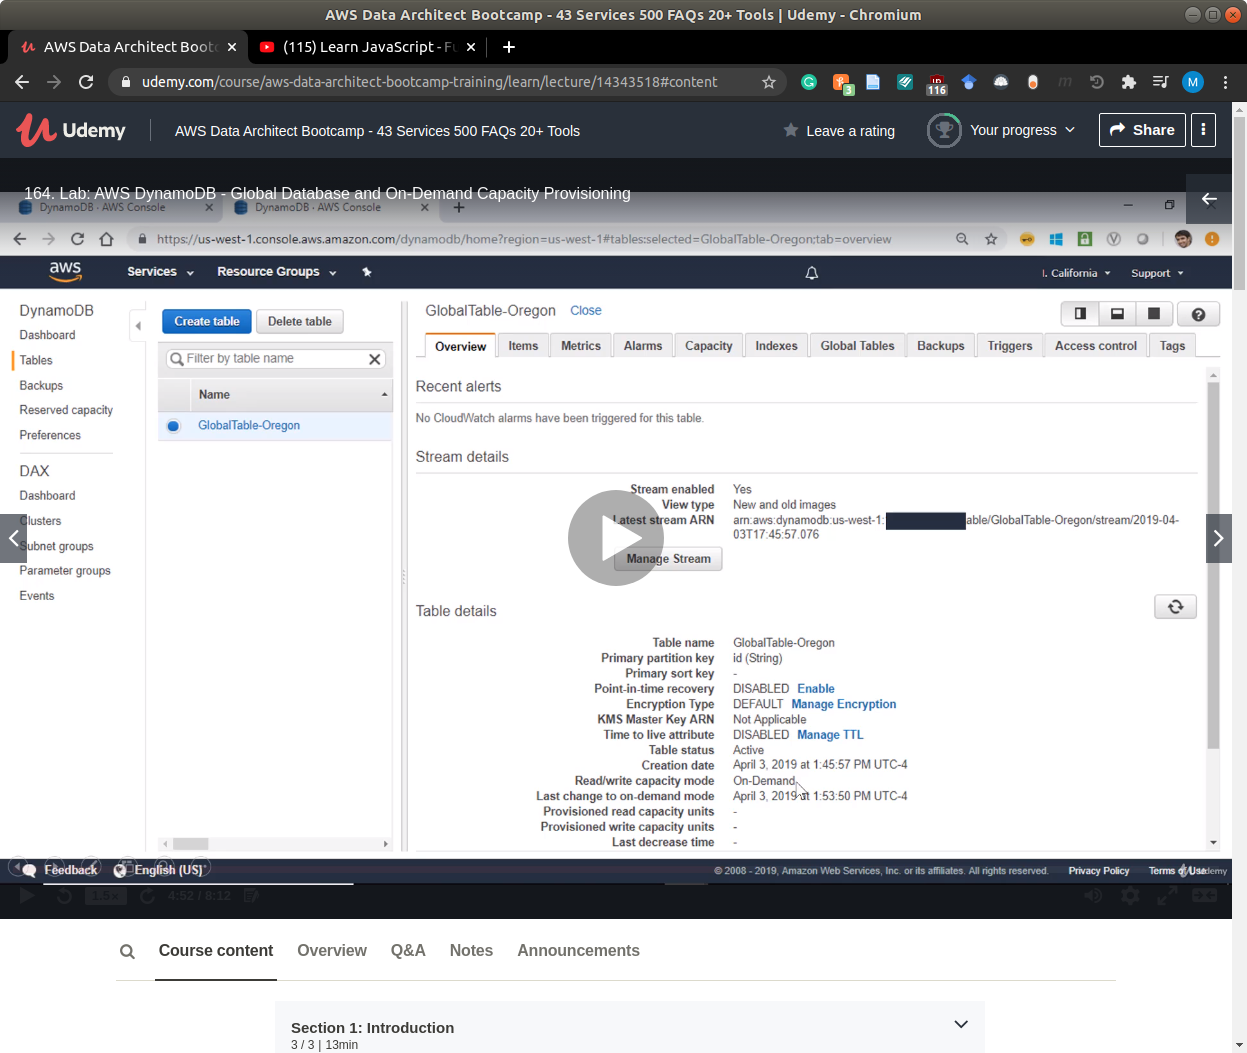 AWS Data Architect Bootcamp - 43 Services 500 FAQs 20+ Tools | Udemy - Chromium
AWS Data Architect Bootc
(115) Learn JavaScript - Fu
udemy.com/course/aws-data-architect-bootcamp-training/learn/lecture/14343518#content
3
116
m
M
Udemy
AWS Data Architect Bootcamp - 43 Services 500 FAQs 20+ Tools
Leave a rating
Your progress
Share
164. Lab: AWS DynamoDB - Global Database and On-Demand Capacity Provisioning
DynamoDB · AWS Console
DynamoDB · AWS Console
https://us-west-1.console.aws.amazon.com/dynamodb/home?region=us-west-1#tables:selected=GlobalTable-Oregon;tab=overview
aws
Services
Resource Groups
I. California
Support
DynamoDB
Dashboard
Tables
Backups
Reserved capacity
Preferences
DAX
Dashboard
Clusters
Subnet groups
Parameter groups
Events
Create table
Delete table
Filter by table name
Name
GlobalTable-Oregon
GlobalTable-Oregon
Close
Overview
Items
Metrics
Alarms
Capacity
Indexes
Global Tables
Backups
Triggers
Access control
Tags
Recent alerts
No CloudWatch alarms have been triggered for this table.
Stream details
Stream enabled Yes
View type New and old images
Latest stream ARN arn:aws:dynamodb:us-west-1: able/GlobalTable-Oregon/stream/2019-04-
03T17:45:57.076
Manage Stream
Table details
Table name GlobalTable-Oregon
Primary partition key id (String)
Primary sort key -
Point-in-time recovery DISABLED Enable
Encryption Type DEFAULT Manage Encryption
KMS Master Key ARN Not Applicable
Time to live attribute DISABLED Manage TTL
Table status Active
Creation date April 3, 2019 at 1:45:57 PM UTC-4
Read/write capacity mode On-Demand
Last change to on-demand mode April 3, 2019 at 1:53:50 PM UTC-4
Provisioned read capacity units -
Provisioned write capacity units -
Last decrease time -
Feedback
English (US)
© 2008 - 2019, Amazon Web Services, Inc. or its affiliates. All rights reserved.
Privacy Policy
Terms of Use
Udemy
1.5x
4:52 / 8:12
Course content
Overview
Q&A
Notes
Announcements
Section 1: Introduction
3 / 3 | 13min